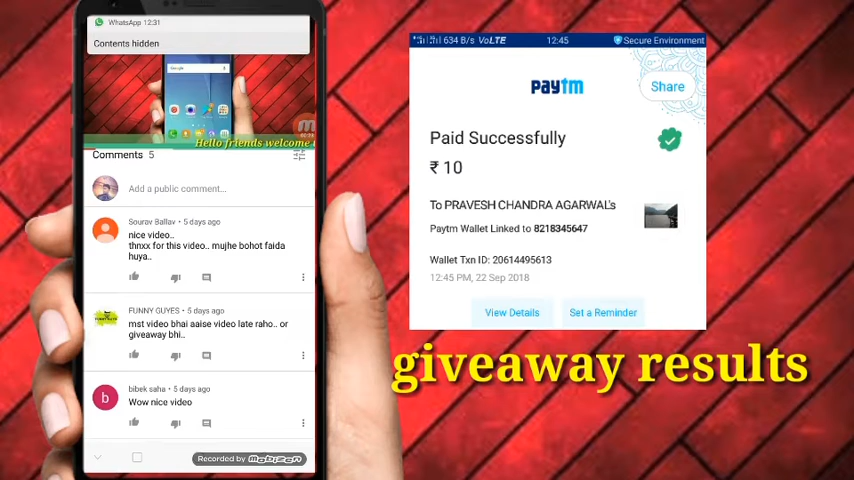 WhatsApp 12:31
Contents hidden
Google
Hello friends welcome
Comments 5
Add a public comment...
Sourav Ballav • 5 days ago
nice video..
thnxx for this video.. mujhe bohot faida
huya..
FUNNY GUYES • 5 days ago
mst video bhai aaise video late raho.. or
giveaway bhi..
b
bibek saha • 5 days ago
Wow nice video
Recorded by mobizen
634 B/s VoLTE 12:45 Secure Environment
paytm
Share
Paid Successfully
₹ 10
To PRAVESH CHANDRA AGARWAL's
Paytm Wallet Linked to 8218345647
Wallet Txn ID: 20614495613
12:45 PM, 22 Sep 2018
View Details Set a Reminder
giveaway results